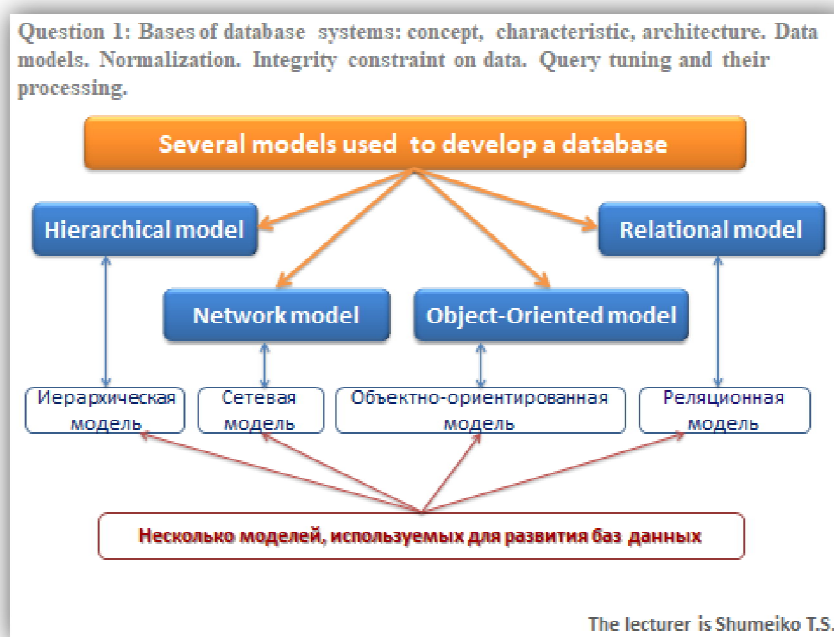 Question 1: Bases of database systems: concept, characteristic, architecture. Data
models. Normalization. Integrity constraint on data. Query tuning and their
processing.
Several models used to develop a database
Hierarchical model
Relational model
Network model
Object-Oriented model
Иерархическая
модель
Сетевая
модель
Объектно-ориентированная
модель
Реляционная
модель
Несколько моделей, используемых для развития баз данных
The lecturer is Shumeiko T.S.